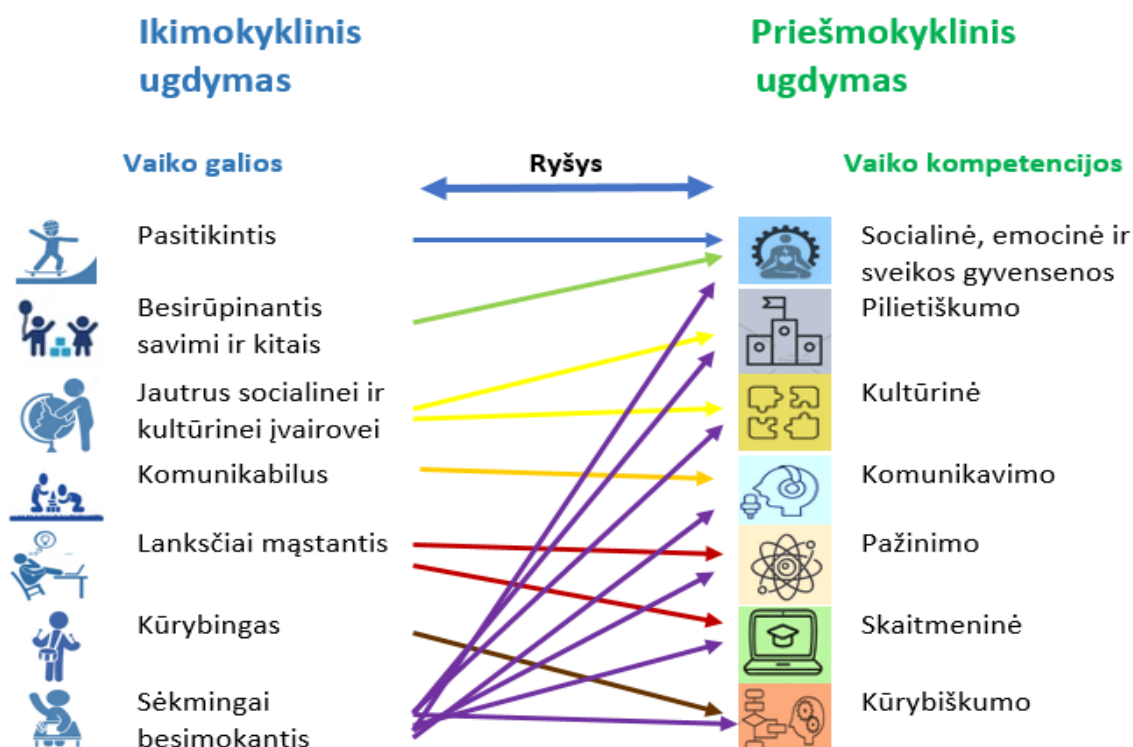 Ikimokyklinis
ugdymas
Priešmokyklinis
ugdymas
Vaiko galios
Ryšys
Vaiko kompetencijos
Pasitikintis
Socialinė, emocinė ir
sveikos gyvensenos
Besirūpinantis
savimi ir kitais
Pilietiškumo
Jautrus socialinei ir
kultūrinei įvairovei
Kultūrinė
Komunikabilus
Komunikavimo
Lanksčiai mąstantis
Pažinimo
Kūrybingas
Skaitmeninė
Sėkmingai
besimokantis
Kūrybiškumo